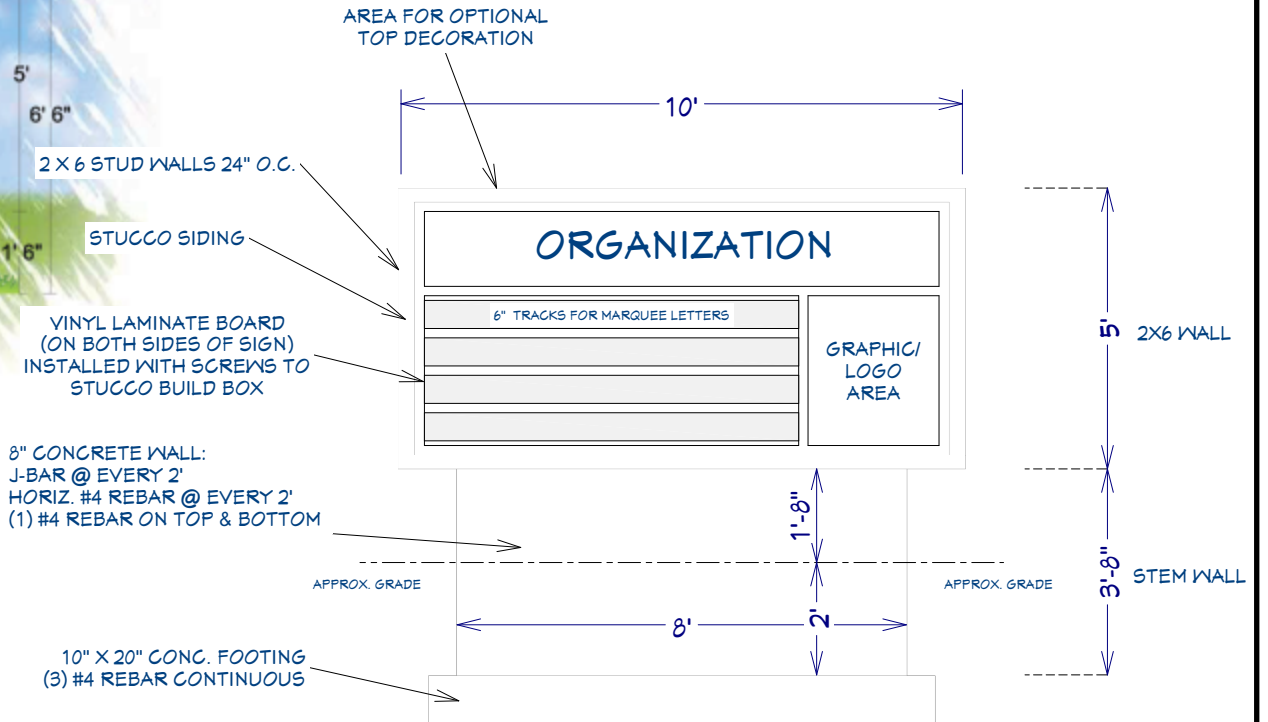 AREA FOR OPTIONAL
TOP DECORATION
5'
6' 6"
10'
2 X 6 STUD WALLS 24" O.C.
STUCCO SIDING
1' 6"
ORGANIZATION
6" TRACKS FOR MARQUEE LETTERS
VINYL LAMINATE BOARD
(ON BOTH SIDES OF SIGN)
INSTALLED WITH SCREWS TO
STUCCO BUILD BOX
GRAPHIC/
LOGO
AREA
5'
2X6 WALL
8" CONCRETE WALL:
J-BAR @ EVERY 2'
HORIZ. #4 REBAR @ EVERY 2'
(1) #4 REBAR ON TOP & BOTTOM
1'-8"
APPROX. GRADE
APPROX. GRADE
3'-8"
STEM WALL
8'
2'
10" X 20" CONC. FOOTING
(3) #4 REBAR CONTINUOUS